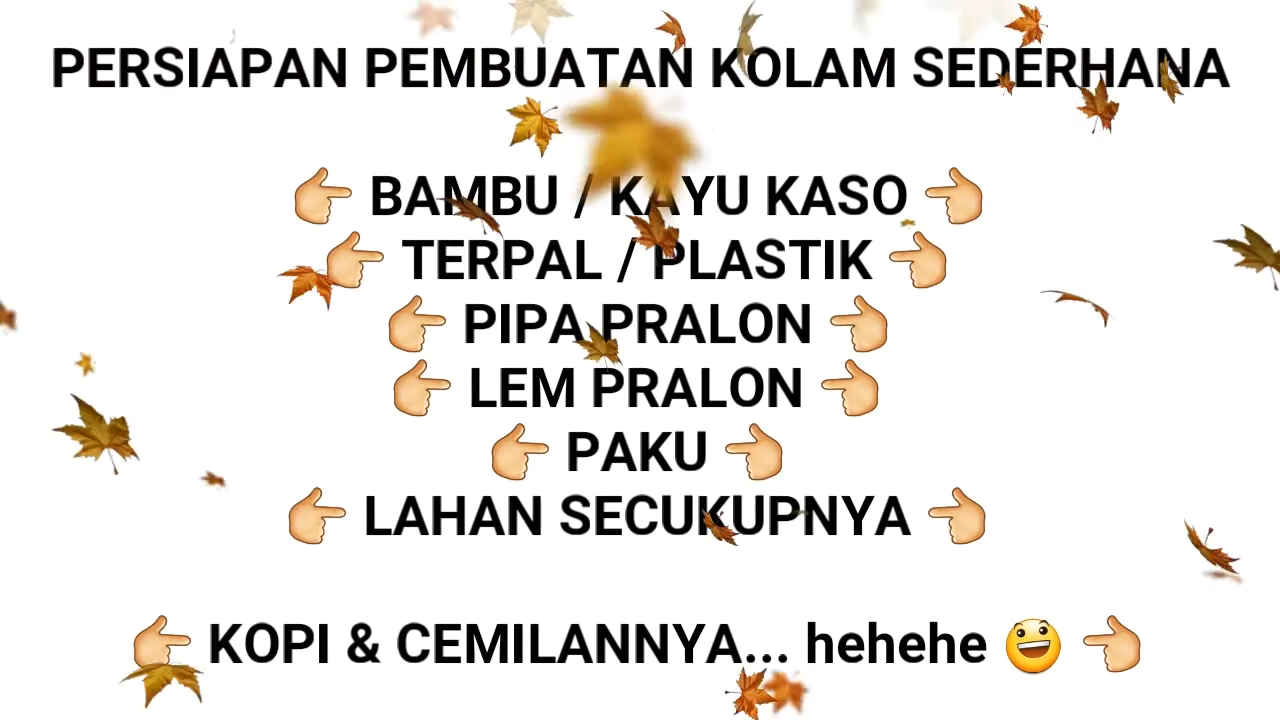 PERSIAPAN PEMBUATAN KOLAM SEDERHANA
👉 BAMBU / KAYU KASO 👈
👉 TERPAL / PLASTIK 👈
👉 PIPA PRALON 👈
👉 LEM PRALON 👈
👉 PAKU 👈
👉 LAHAN SECUKUPNYA 👈
👉 KOPI & CEMILANNYA... hehehe 😃 👈